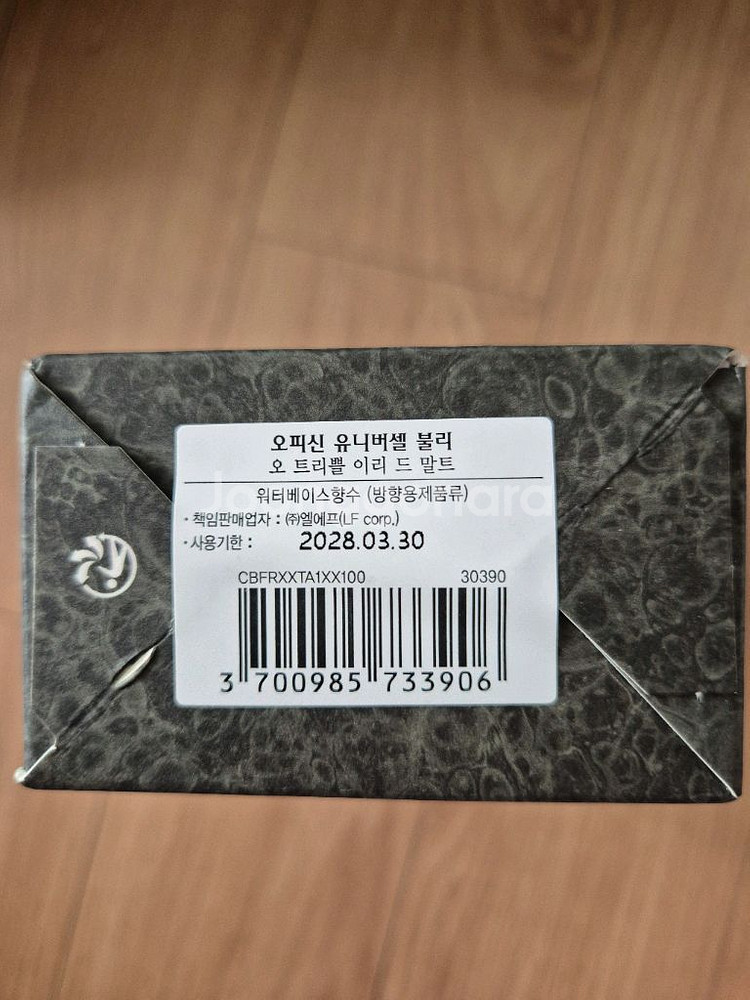 오피신 유니버셀 불리
오 트리쁠 이리 드 말트
워터베이스향수 (방향용제품류)
· 책임판매업자 : ㈜엘에프(LF corp.)
· 사용기한 : 2028.03.30
CBFRXXTA1XX100 30390
3 700985 733906